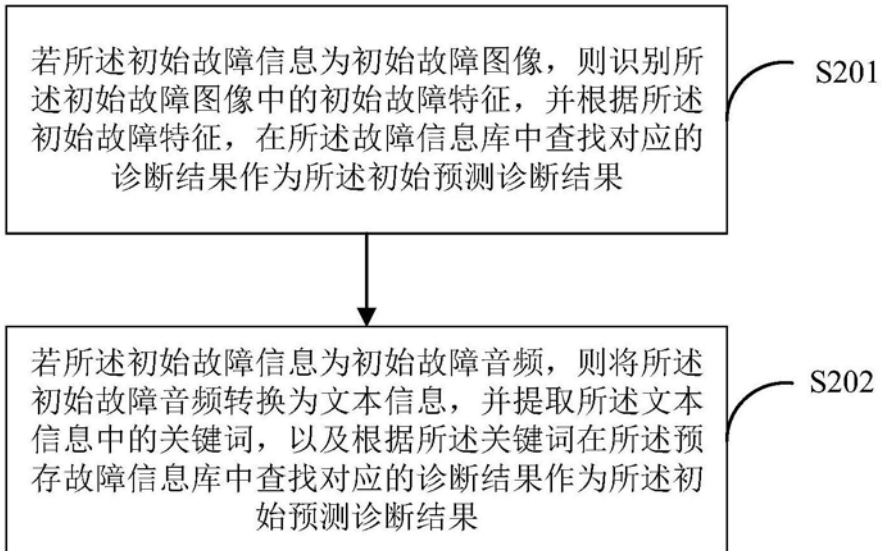 若所述初始故障信息为初始故障图像，则识别所
述初始故障图像中的初始故障特征，并根据所述
初始故障特征，在所述故障信息库中查找对应的
诊断结果作为所述初始预测诊断结果
S201
若所述初始故障信息为初始故障音频，则将所述
初始故障音频转换为文本信息，并提取所述文本
信息中的关键词，以及根据所述关键词在所述预
存故障信息库中查找对应的诊断结果作为所述初
始预测诊断结果
S202